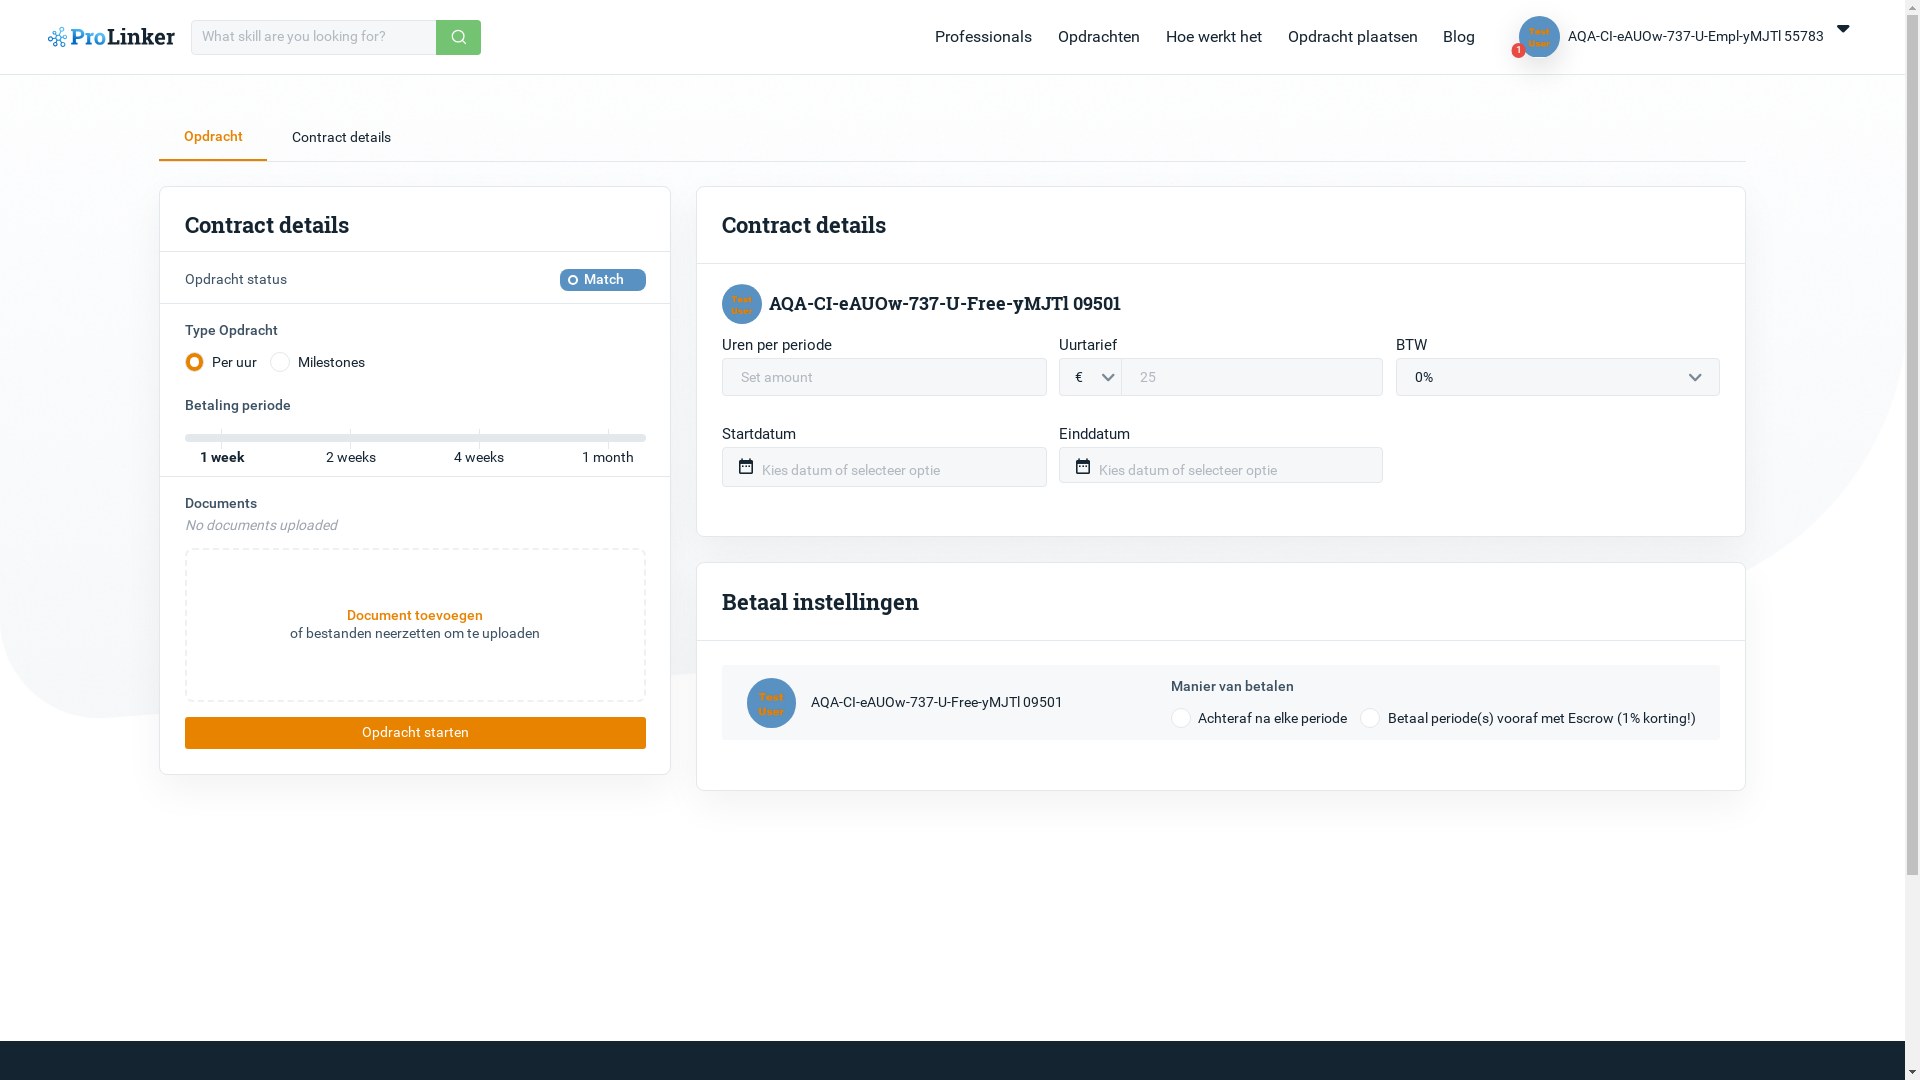 ProLinker
What skill are you looking for?
Professionals
Opdrachten
Hoe werkt het
Opdracht plaatsen
Blog
Test
User
1
AQA-CI-eAUOw-737-U-Empl-yMJTl 55783
Opdracht
Contract details
Contract details
Opdracht status
Match
Type Opdracht
Per uur
Milestones
Betaling periode
1 week
2 weeks
4 weeks
1 month
Documents
No documents uploaded
Document toevoegen
of bestanden neerzetten om te uploaden
Opdracht starten
Contract details
Test
User
AQA-CI-eAUOw-737-U-Free-yMJTl 09501
Uren per periode
Uurtarief
BTW
Set amount
€
25
0%
Startdatum
Einddatum
Kies datum of selecteer optie
Kies datum of selecteer optie
Betaal instellingen
Test
User
AQA-CI-eAUOw-737-U-Free-yMJTl 09501
Manier van betalen
Achteraf na elke periode
Betaal periode(s) vooraf met Escrow (1% korting!)